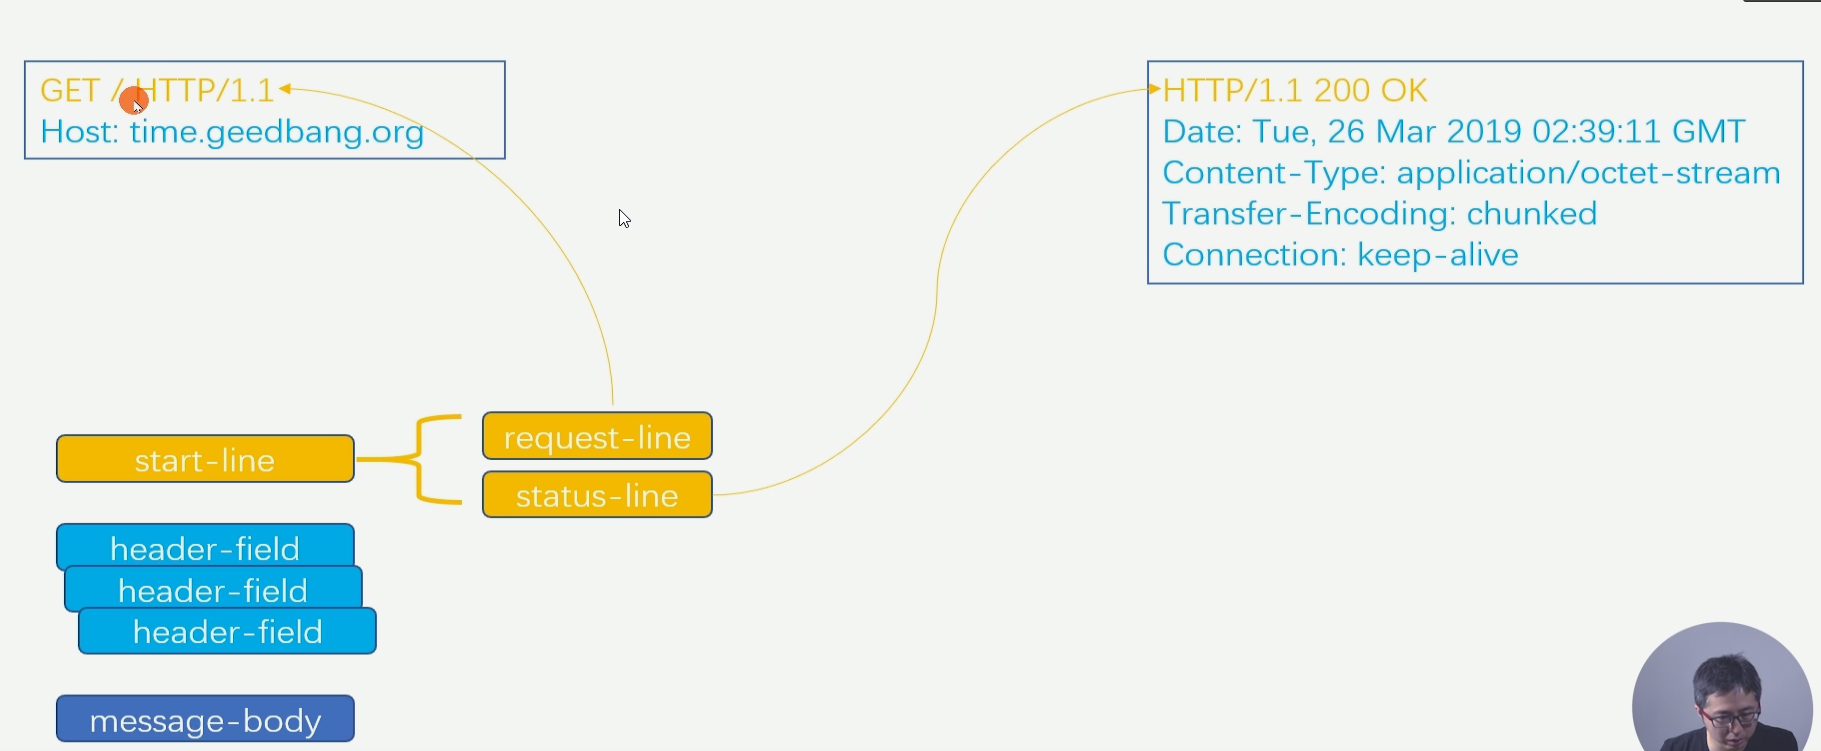 GET / HTTP/1.1
Host: time.geedbang.org
HTTP/1.1 200 OK
Date: Tue, 26 Mar 2019 02:39:11 GMT
Content-Type: application/octet-stream
Transfer-Encoding: chunked
Connection: keep-alive
start-line
request-line
status-line
header-field
header-field
header-field
message-body